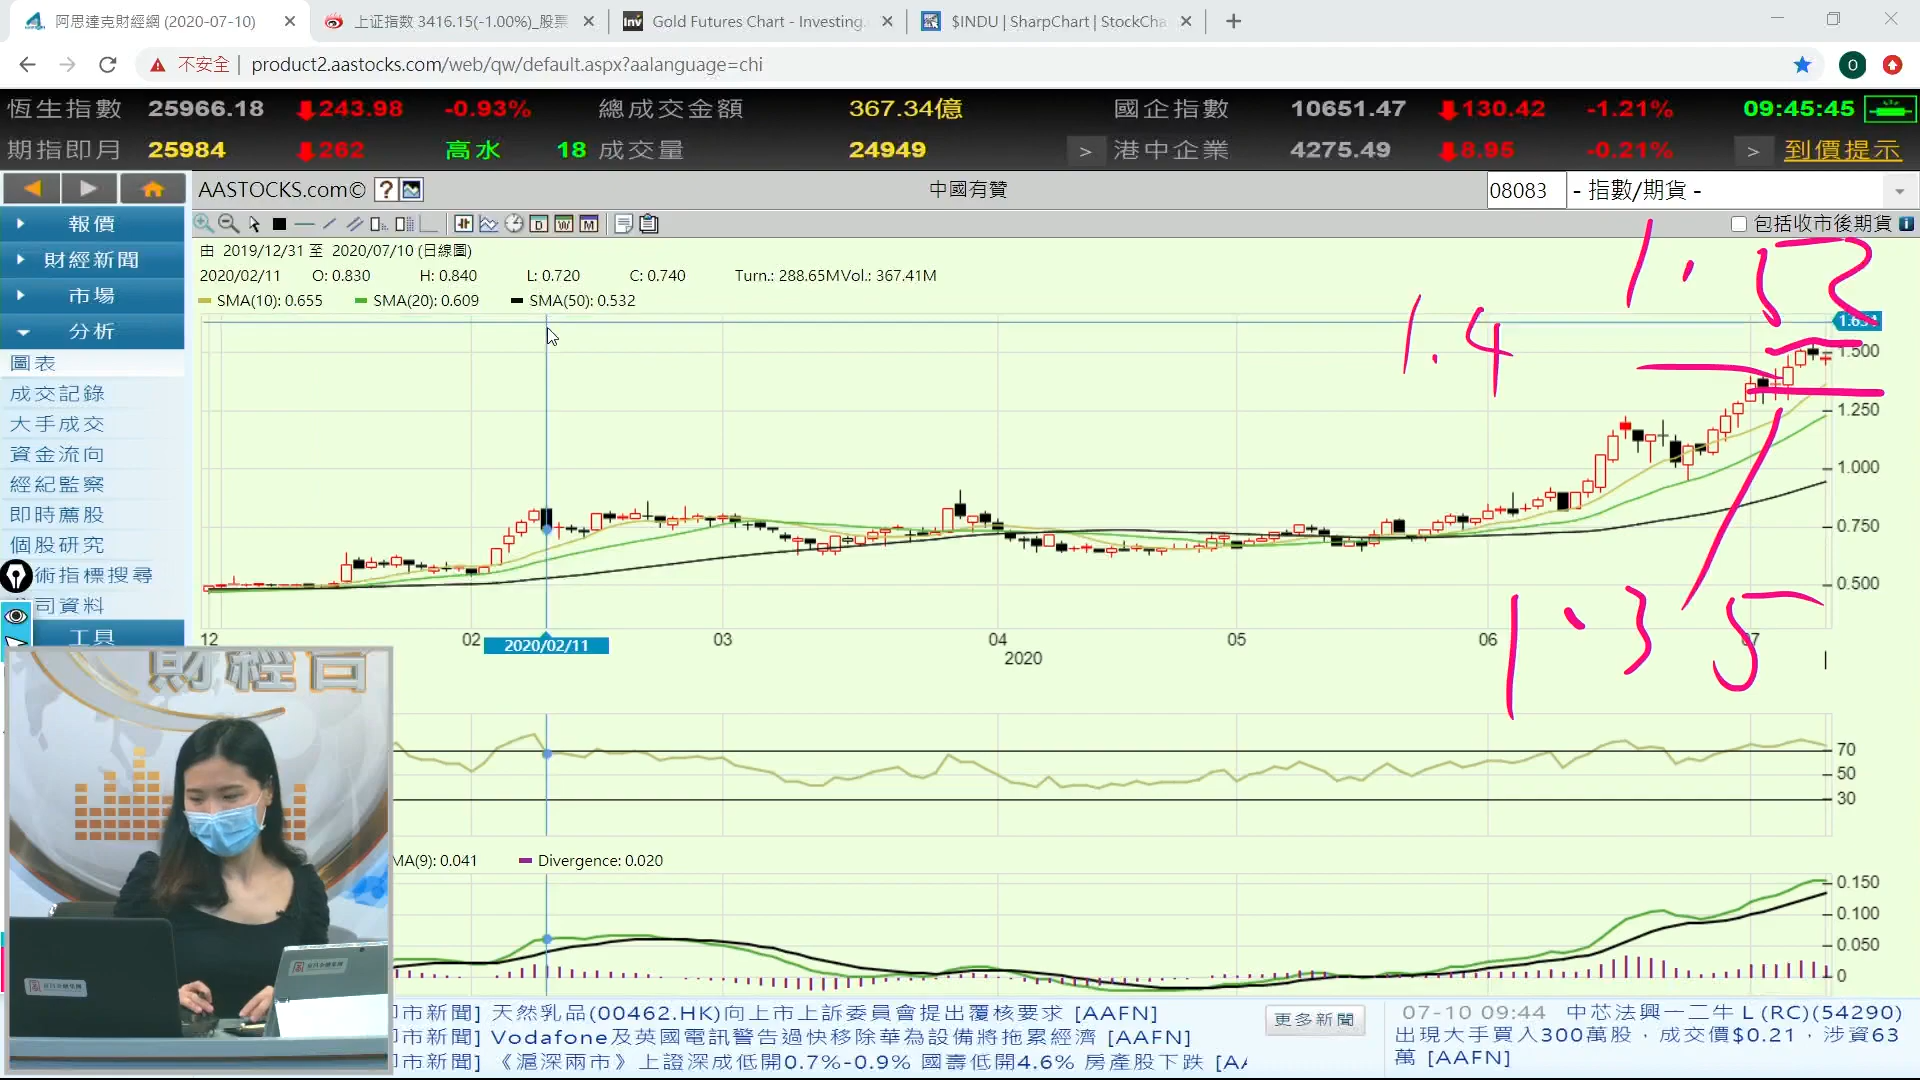 阿思達克財經網 (2020-07-10)
上证指数 3416.15(-1.00%)_股票
Gold Futures Chart - Investing.
$INDU | SharpChart | StockCha
不安全 | product2.aastocks.com/web/qw/default.aspx?aalanguage=chi
恆生指數 25966.18 243.98 -0.93% 總成交金額 367.34億 國企指數 10651.47 130.42 -1.21% 09:45:45
期指即月 25984 262 高水 18 成交量 24949 > 港中企業 4275.49 8.95 -0.21% > 到價提示
AASTOCKS.com© ? 中國有贊 08083 - 指數/期貨 -
包括收市後期貨
報價
財經新聞
市場
分析
圖表
成交記錄
大手成交
資金流向
經紀監察
即時薦股
個股研究
術指標搜尋
司資料
工具
由 2019/12/31 至 2020/07/10 (日線圖)
2020/02/11 O: 0.830 H: 0.840 L: 0.720 C: 0.740 Turn.: 288.65MVol.: 367.41M
SMA(10): 0.655 SMA(20): 0.609 SMA(50): 0.532
1.52
1.4
1.35
1.500
1.250
1.000
0.750
0.500
12 02 2020/02/11 03 04 05 06 07
2020
70
50
30
MA(9): 0.041 Divergence: 0.020
0.150
0.100
0.050
0
財經台
市新聞] 天然乳品(00462.HK)向上市上訴委員會提出覆核要求 [AAFN]
市新聞] Vodafone及英國電訊警告過快移除華為設備將拖累經濟 [AAFN]
市新聞] 《滬深兩市》上證深成低開0.7%-0.9% 國壽低開4.6% 房產股下跌 [AA
更多新聞
07-10 09:44 中芯法興一二牛Ｌ(RC)(54290)
出現大手買入300萬股，成交價$0.21，涉資63
萬 [AAFN]